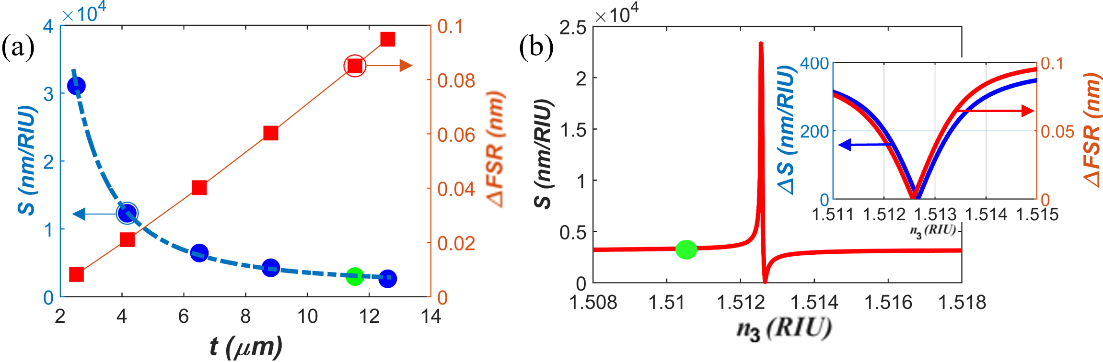 (a)
×10⁴
4
3
2
1
0
S (nm/RIU)
0.1
0.08
0.06
0.04
0.02
0
ΔFSR (nm)
2 4 6 8 10 12 14
t (μm)
(b)
×10⁴
2.5
2
1.5
1
0.5
0
S (nm/RIU)
1.508 1.51 1.512 1.514 1.516 1.518
n₃ (RIU)
400
200
0
ΔS (nm/RIU)
0.1
0.05
0
ΔFSR (nm)
1.511 1.512 1.513 1.514 1.515
n₃ (RIU)